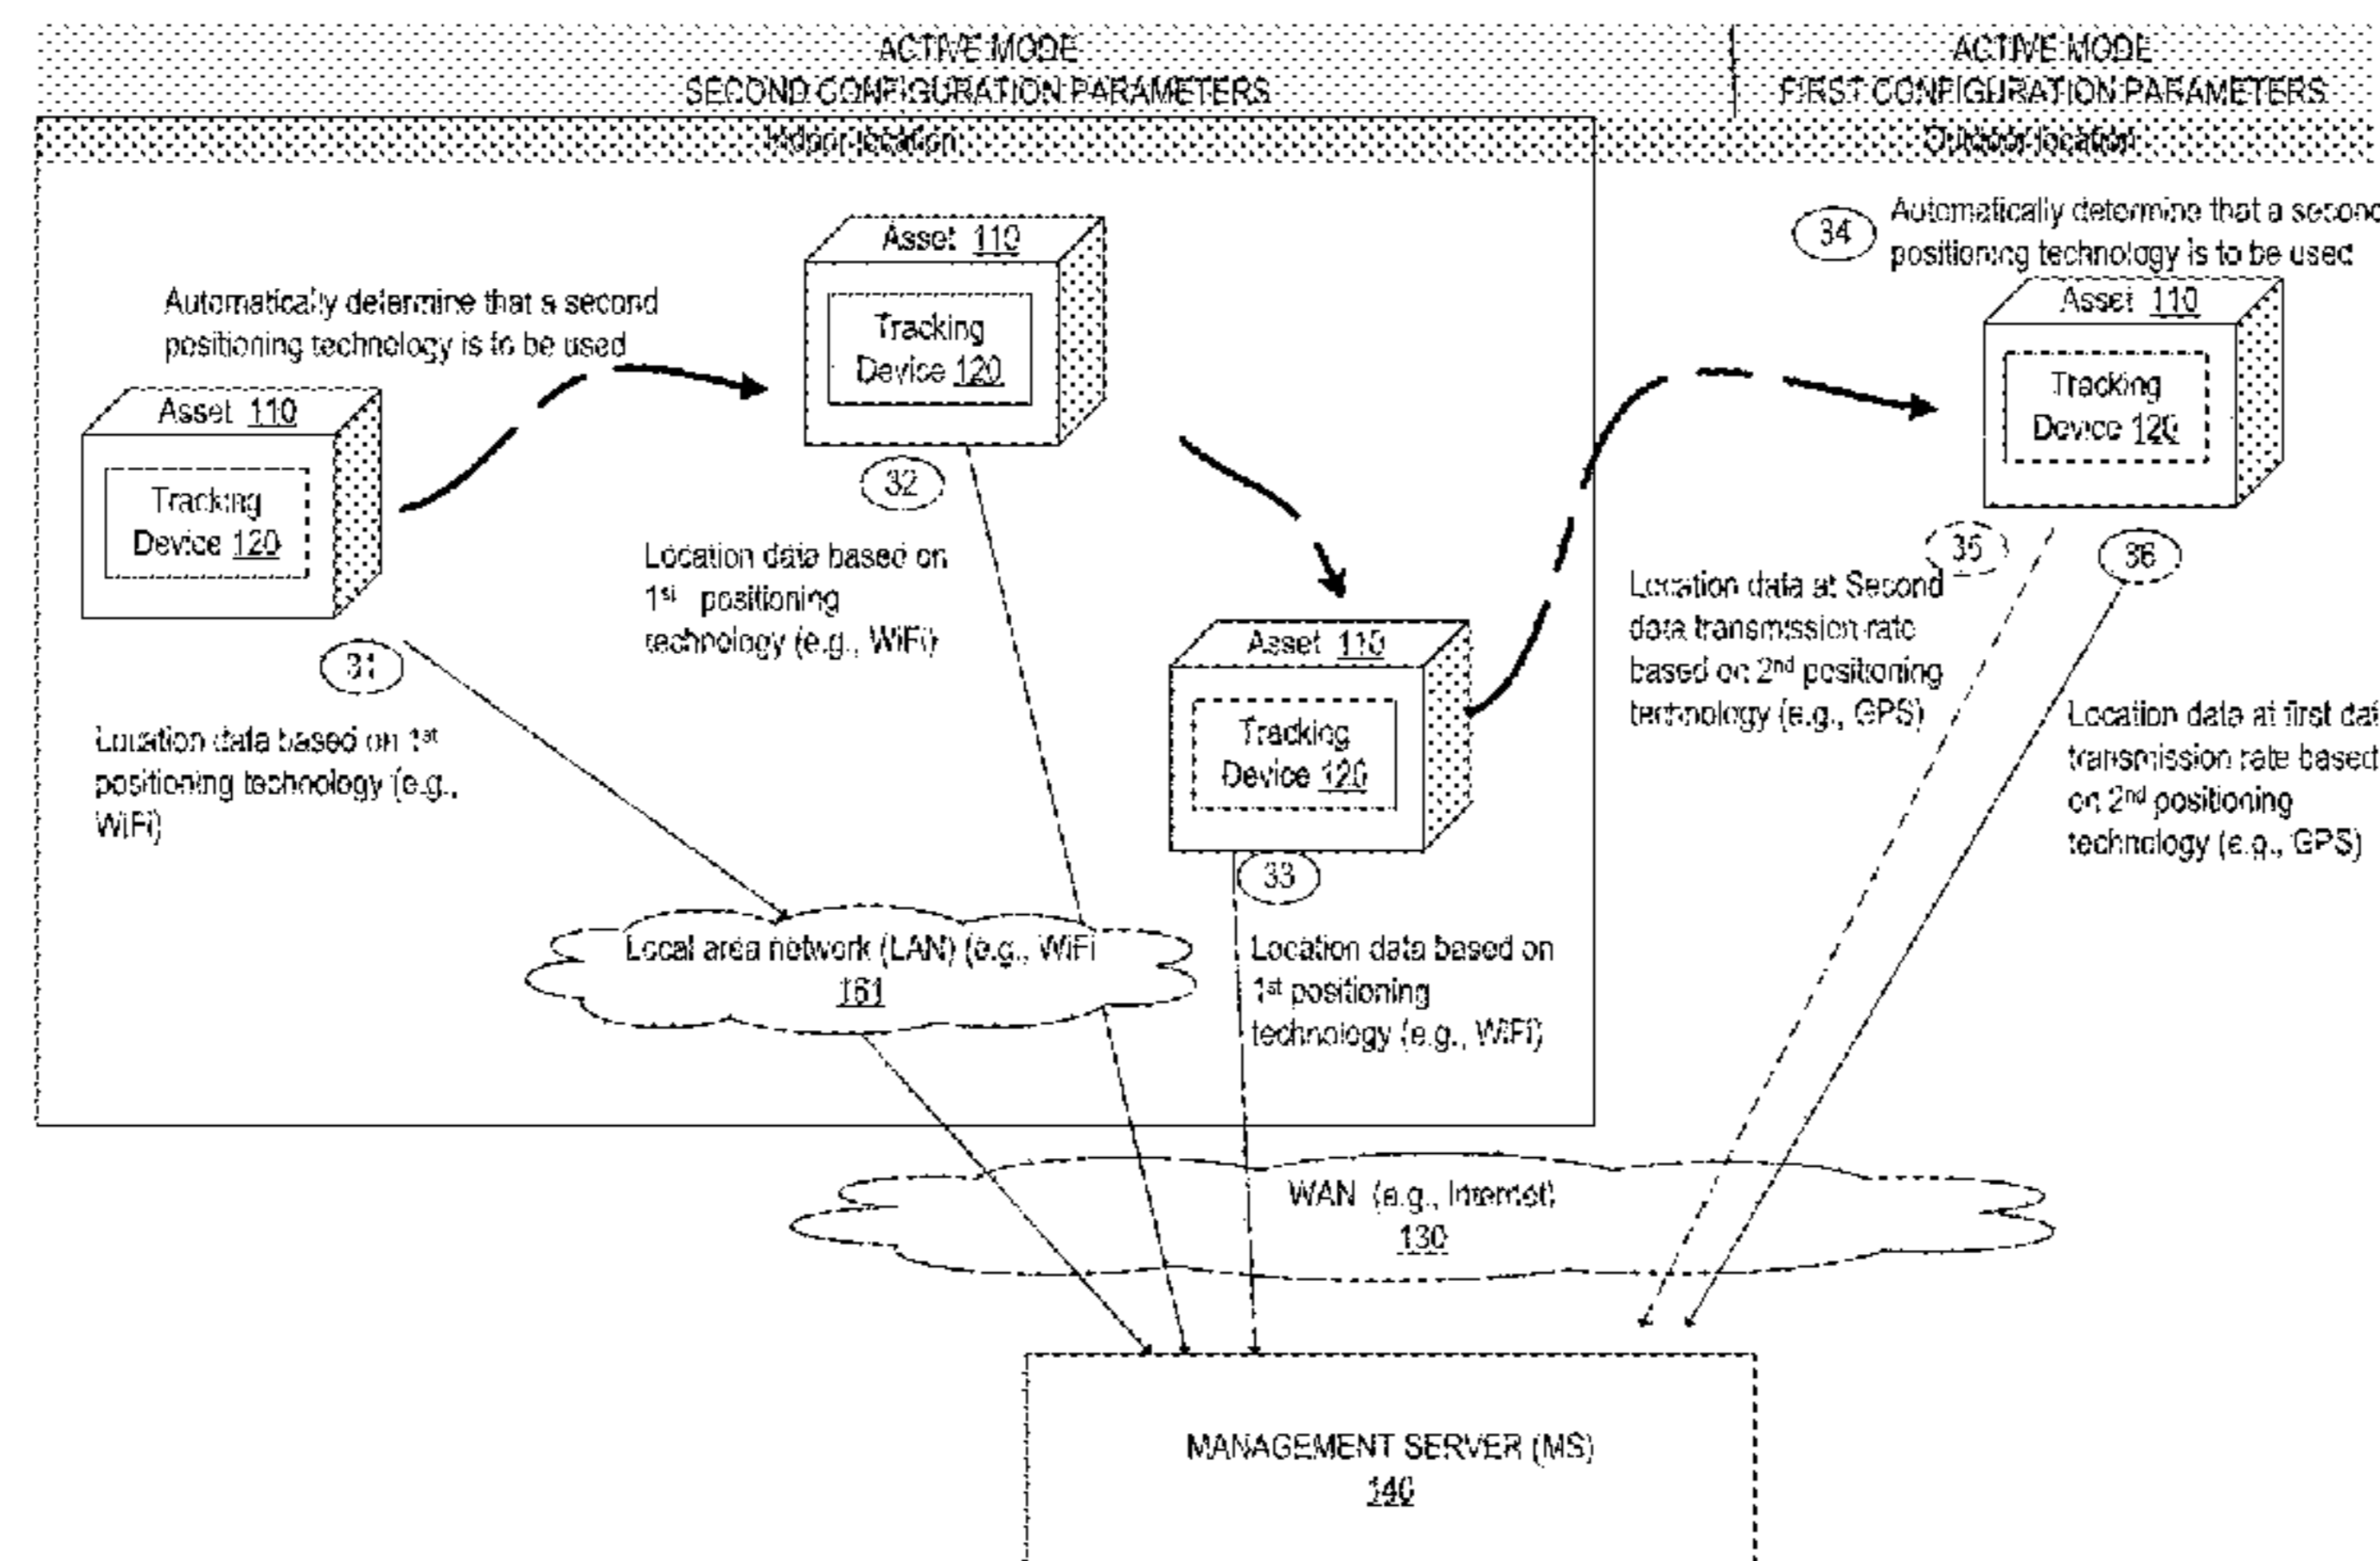 ACTIVE MODE
SECOND CONFIGURATION PARAMETERS
Indoor location
ACTIVE MODE
FIRST CONFIGURATION PARAMETERS
Outdoor location
34
Automatically determine that a second
positioning technology is to be used
Asset 110
Tracking
Device 120
Automatically determine that a second
positioning technology is to be used
Asset 110
Tracking
Device 120
Asset 110
Tracking
Device 120
31
Location data based on 1st
positioning technology (e.g.,
WiFi)
32
Location data based on
1st positioning
technology (e.g., WiFi)
Asset 110
Tracking
Device 120
33
Location data based on
1st positioning
technology (e.g., WiFi)
35
Location data at Second
data transmission rate
based on 2nd positioning
technology (e.g., GPS)
36
Location data at first dat
transmission rate based
on 2nd positioning
technology (e.g., GPS)
Local area network (LAN) (e.g., WiFi
161
WAN (e.g., Internet)
130
MANAGEMENT SERVER (MS)
140